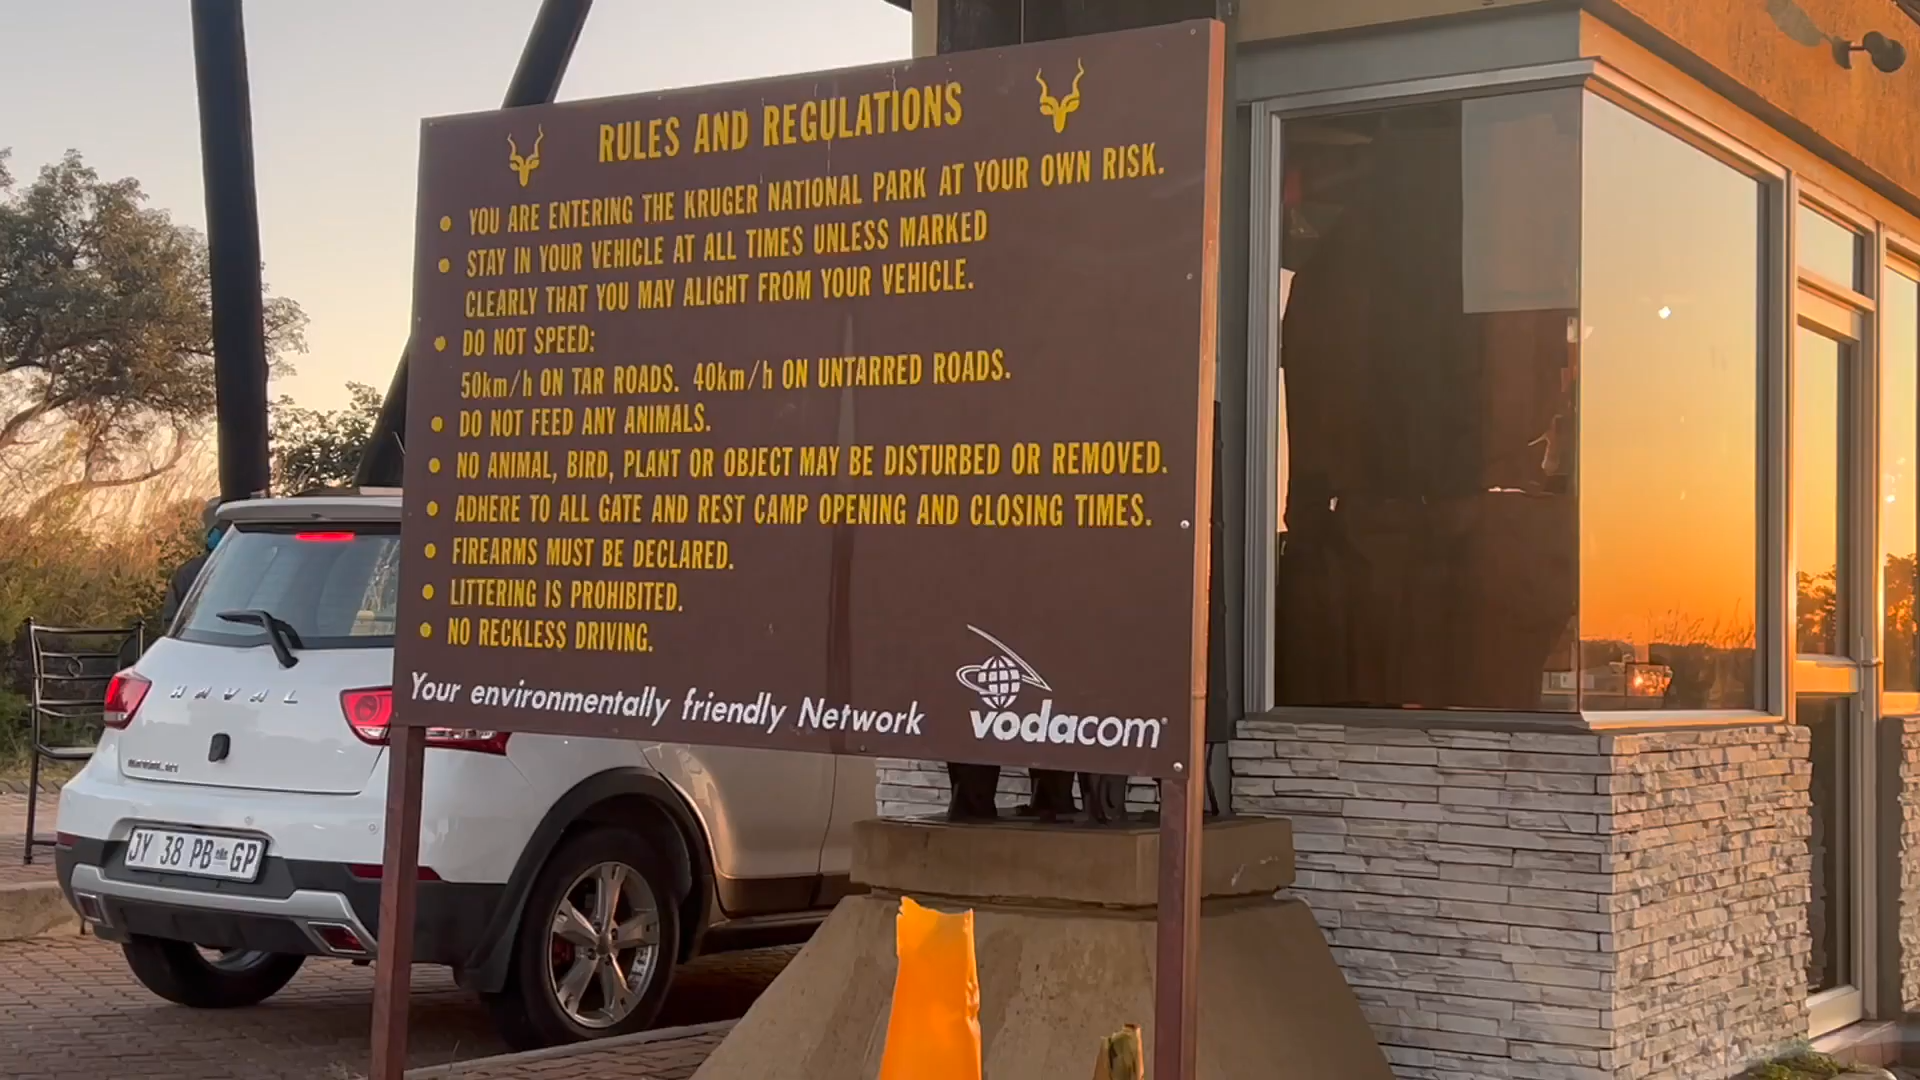 RULES AND REGULATIONS
• YOU ARE ENTERING THE KRUGER NATIONAL PARK AT YOUR OWN RISK.
• STAY IN YOUR VEHICLE AT ALL TIMES UNLESS MARKED
CLEARLY THAT YOU MAY ALIGHT FROM YOUR VEHICLE.
• DO NOT SPEED:
50km/h ON TAR ROADS. 40km/h ON UNTARRED ROADS.
• DO NOT FEED ANY ANIMALS.
• NO ANIMAL, BIRD, PLANT OR OBJECT MAY BE DISTURBED OR REMOVED.
• ADHERE TO ALL GATE AND REST CAMP OPENING AND CLOSING TIMES.
• FIREARMS MUST BE DECLARED.
• LITTERING IS PROHIBITED.
• NO RECKLESS DRIVING.
Your environmentally friendly Network
vodacom
HAVAL
JY 38 PB GP